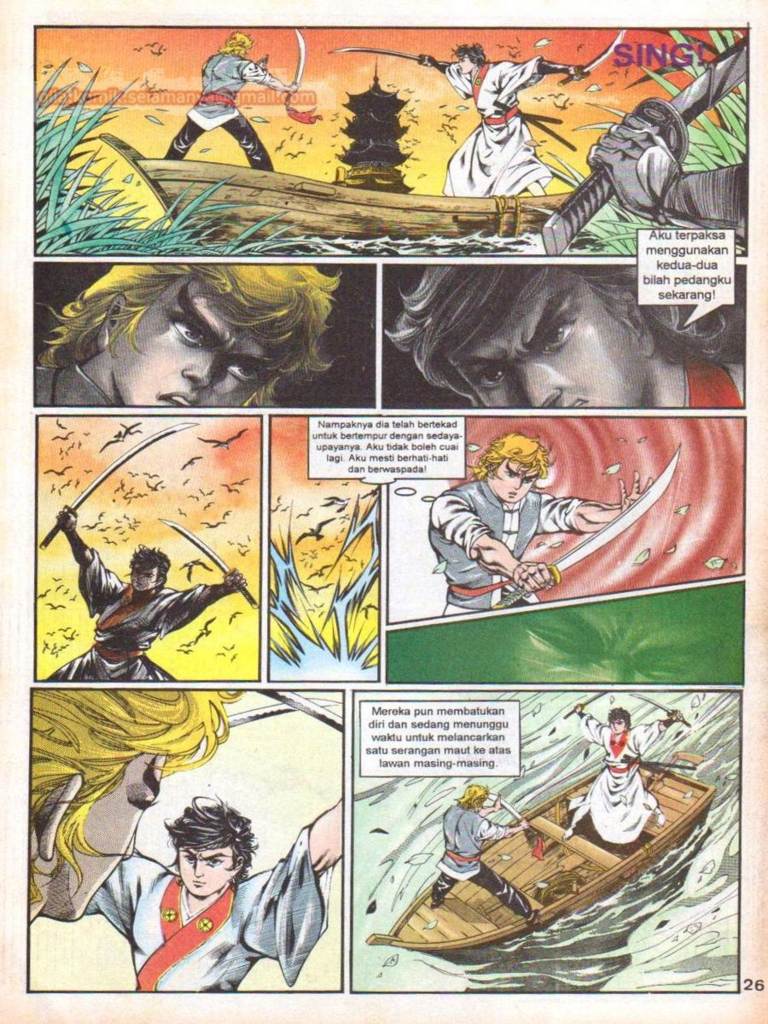 SING!
Aku terpaksa
menggunakan
kedua-dua
bilah pedangku
sekarang!
Nampaknya dia telah bertekad
untuk bertempur dengan sedaya-
upayanya. Aku tidak boleh cuai
lagi. Aku mesti berhati-hati
dan berwaspada!
Mereka pun membatukan
diri dan sedang menunggu
waktu untuk melancarkan
satu serangan maut ke atas
lawan masing-masing.
26